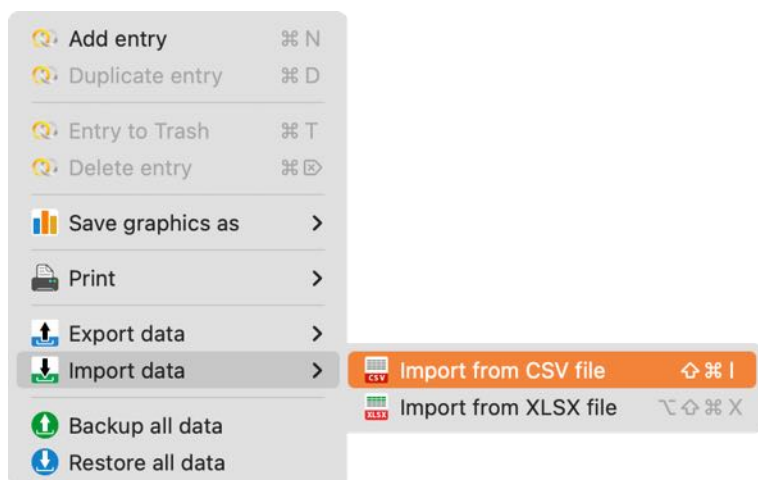 Add entry ⌘ N
Duplicate entry ⌘ D
Entry to Trash ⌘ T
Delete entry ⌘ ⌦
Save graphics as >
Print >
Export data >
Import data >
CSV Import from CSV file ⇧ ⌘ I
XLSX Import from XLSX file ⌥ ⇧ ⌘ X
Backup all data
Restore all data